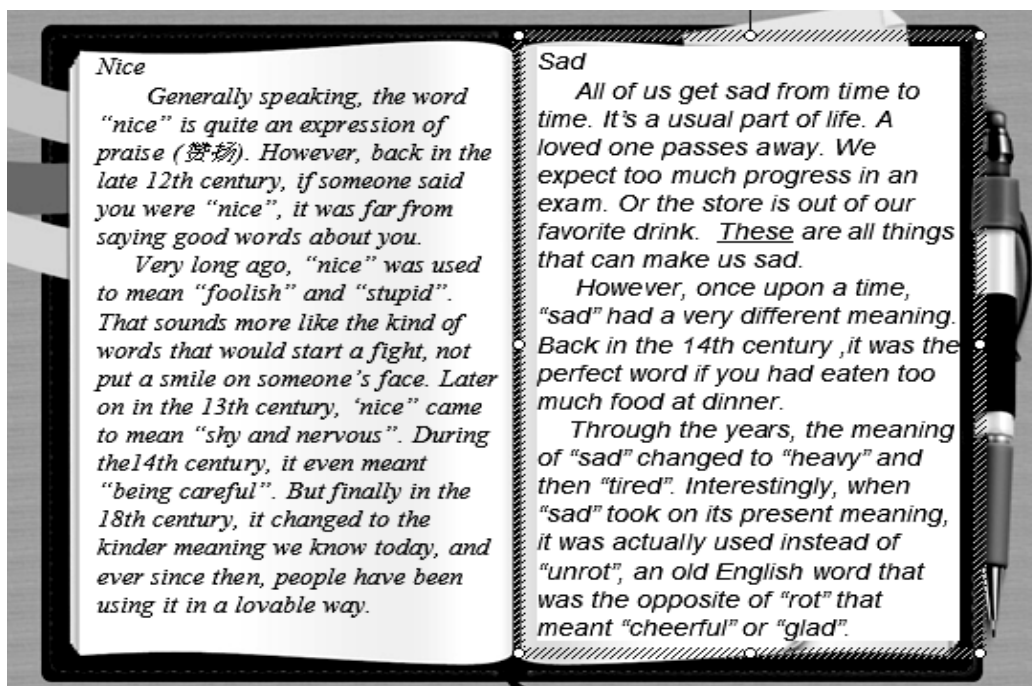 Nice
Generally speaking, the word
“nice” is quite an expression of
praise (赞扬). However, back in the
late 12th century, if someone said
you were “nice”, it was far from
saying good words about you.
Very long ago, “nice” was used
to mean “foolish” and “stupid”.
That sounds more like the kind of
words that would start a fight, not
put a smile on someone’s face. Later
on in the 13th century, ‘nice” came
to mean “shy and nervous”. During
the14th century, it even meant
“being careful”. But finally in the
18th century, it changed to the
kinder meaning we know today, and
ever since then, people have been
using it in a lovable way.
Sad
All of us get sad from time to
time. It’s a usual part of life. A
loved one passes away. We
expect too much progress in an
exam. Or the store is out of our
favorite drink. These are all things
that can make us sad.
However, once upon a time,
“sad” had a very different meaning.
Back in the 14th century ,it was the
perfect word if you had eaten too
much food at dinner.
Through the years, the meaning
of “sad” changed to “heavy” and
then “tired”. Interestingly, when
“sad” took on its present meaning,
it was actually used instead of
“unrot”, an old English word that
was the opposite of “rot” that
meant “cheerful” or “glad”.